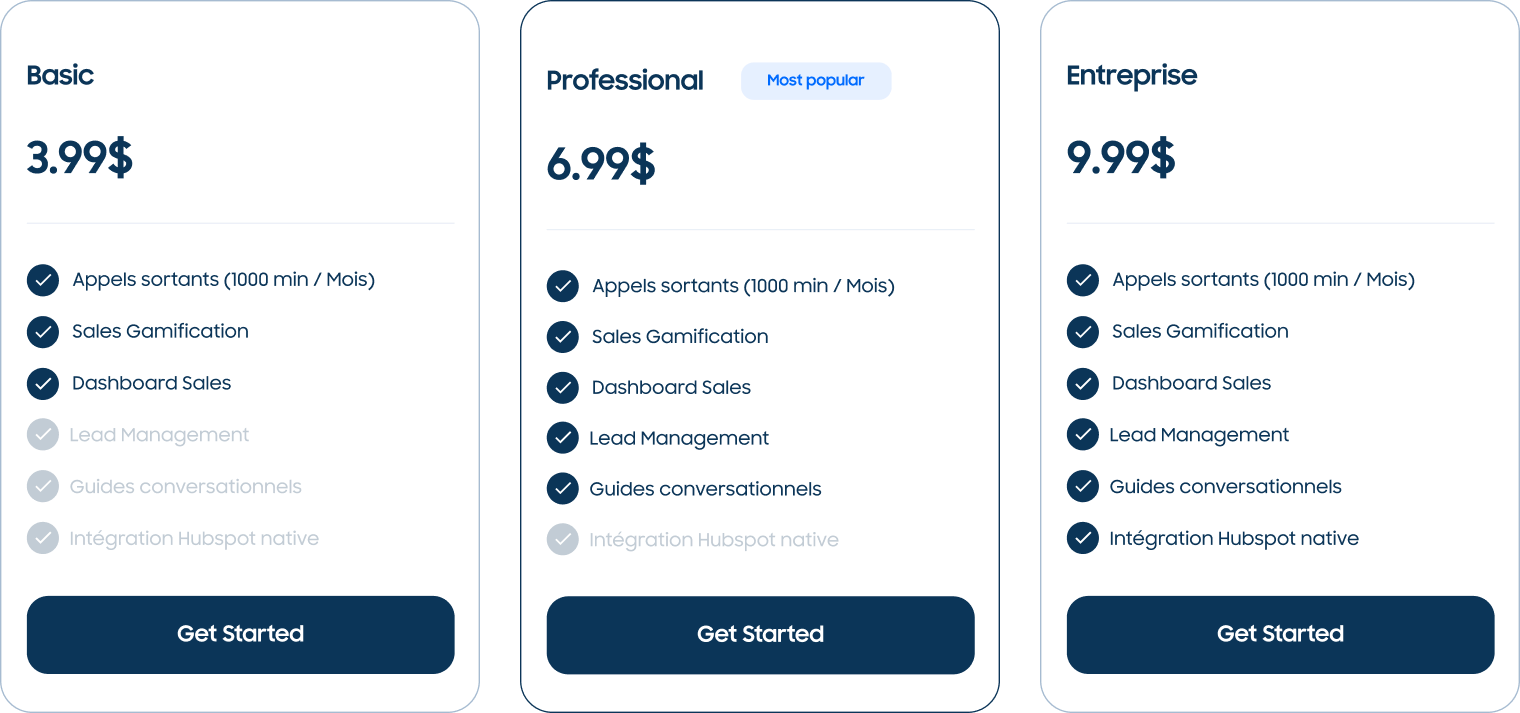 Basic
3.99$
Appels sortants (1000 min / Mois)
Sales Gamification
Dashboard Sales
Lead Management
Guides conversationnels
Intégration Hubspot native
Get Started
Professional
Most popular
6.99$
Appels sortants (1000 min / Mois)
Sales Gamification
Dashboard Sales
Lead Management
Guides conversationnels
Intégration Hubspot native
Get Started
Entreprise
9.99$
Appels sortants (1000 min / Mois)
Sales Gamification
Dashboard Sales
Lead Management
Guides conversationnels
Intégration Hubspot native
Get Started